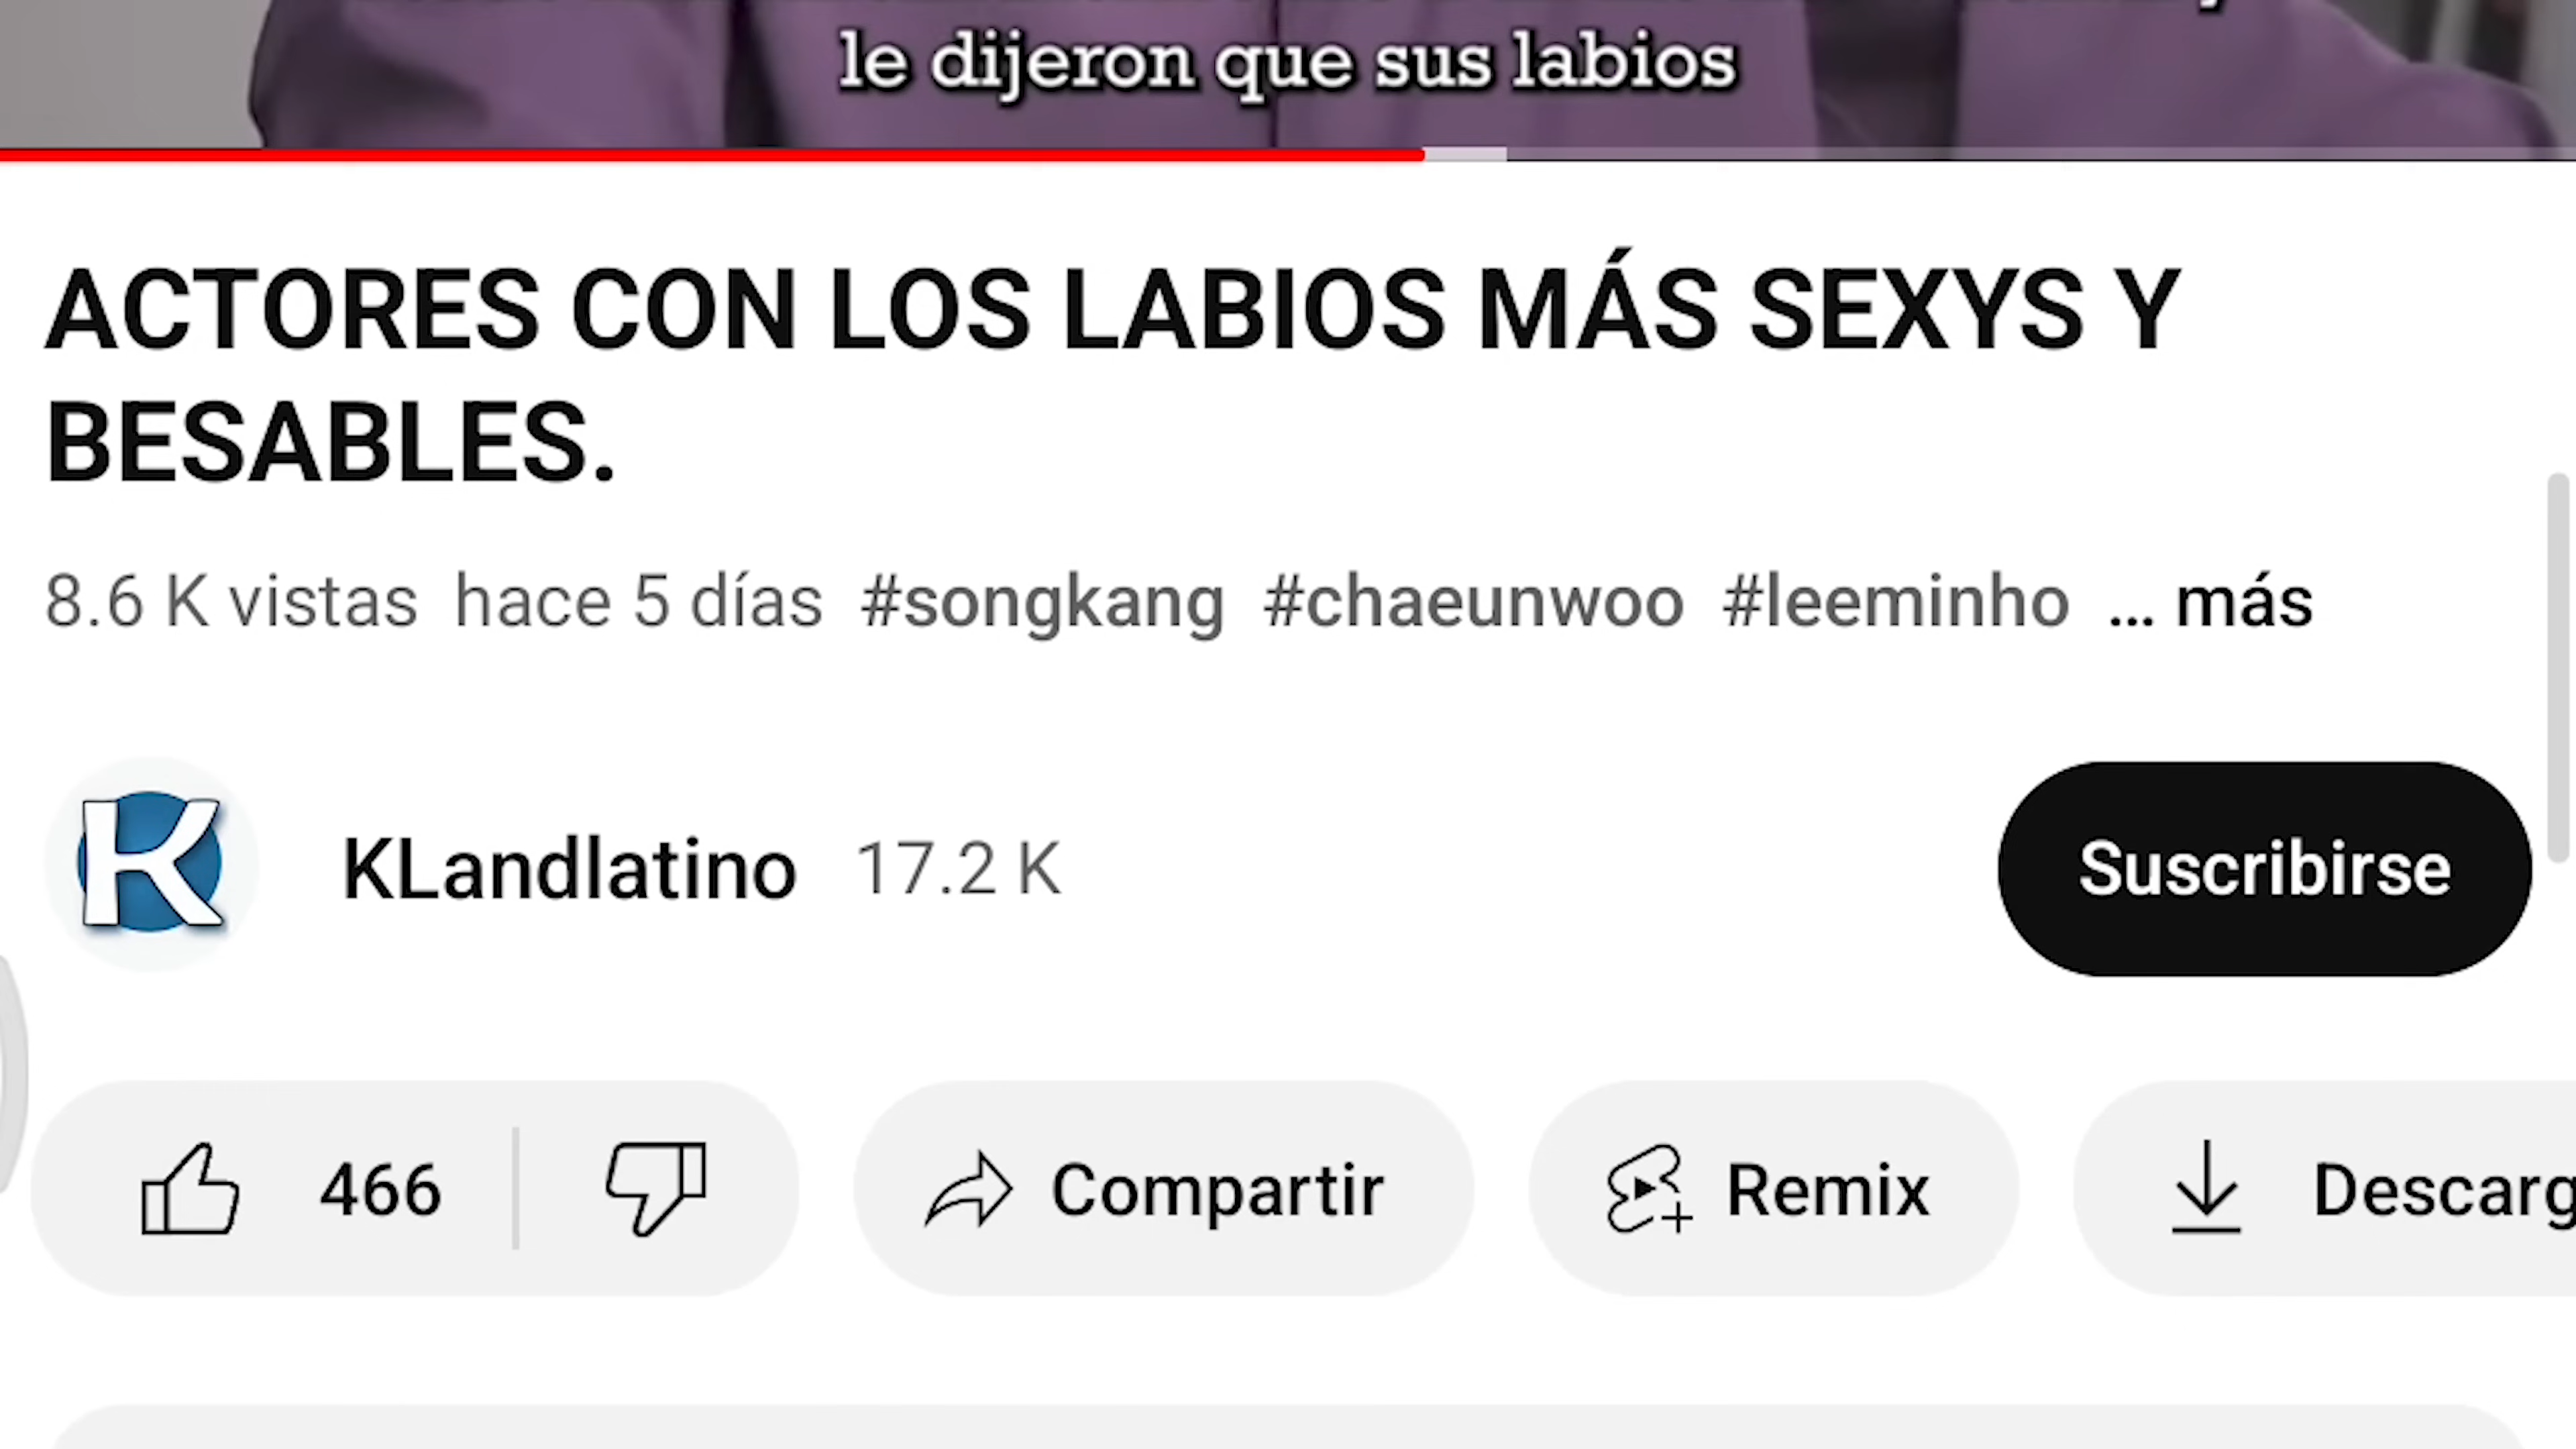 le dijeron que sus labios
ACTORES CON LOS LABIOS MÁS SEXYS Y
BESABLES.
8.6 K vistas hace 5 días #songkang #chaeunwoo #leeminho ... más
K
KLandlatino 17.2 K Suscribirse
466 Compartir Remix Descarg